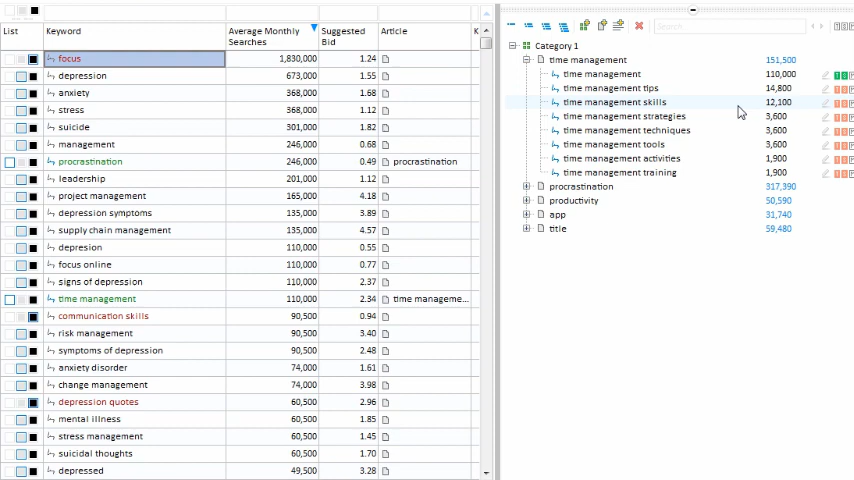 List Keyword Average Monthly Searches Suggested Bid Article K
focus 1,830,000 1.24
depression 673,000 1.55
anxiety 368,000 1.68
stress 368,000 1.12
suicide 301,000 1.82
management 246,000 0.68
procrastination 246,000 0.49 procrastination
leadership 201,000 1.12
project management 165,000 4.18
depression symptoms 135,000 3.89
supply chain management 135,000 4.57
depresion 110,000 0.55
focus online 110,000 0.77
signs of depression 110,000 2.37
time management 110,000 2.34 time manageme...
communication skills 90,500 0.94
risk management 90,500 3.40
symptoms of depression 90,500 2.48
anxiety disorder 74,000 1.61
change management 74,000 3.98
depression quotes 60,500 2.96
mental illness 60,500 1.85
stress management 60,500 1.45
suicidal thoughts 60,500 1.70
depressed 49,500 3.28
Search...
Category 1
time management 151,500
time management 110,000
time management tips 14,800
time management skills 12,100
time management strategies 3,600
time management techniques 3,600
time management tools 3,600
time management activities 1,900
time management training 1,900
procrastination 317,390
productivity 50,590
app 31,740
title 59,480